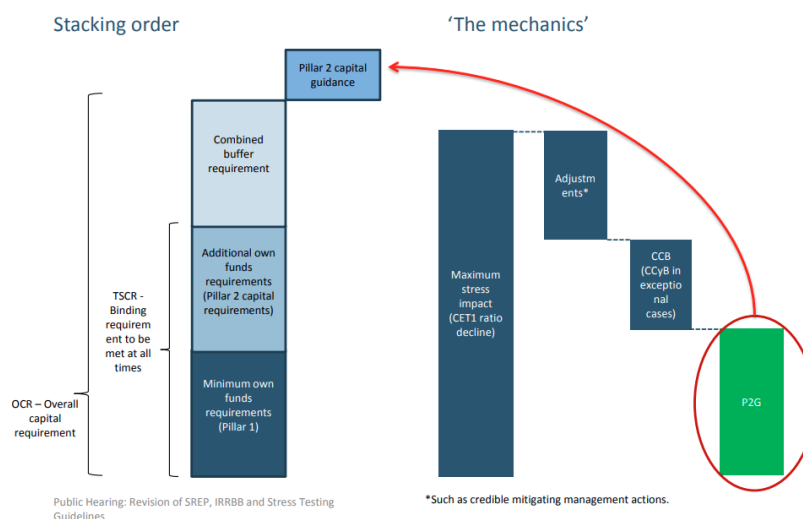 Stacking order
'The mechanics'
Pillar 2 capital
guidance
Combined
buffer
requirement
Additional own
funds
requirements
(Pillar 2 capital
requirements)
Minimum own
funds
requirements
(Pillar 1)
TSCR -
Binding
requirem
ent to be
met at all
times
OCR – Overall
capital
requirement
Maximum
stress
impact
(CET1 ratio
decline)
Adjustm
ents*
CCB
(CCyB in
exceptio
nal
cases)
P2G
Public Hearing: Revision of SREP, IRRBB and Stress Testing
Guidelines
*Such as credible mitigating management actions.